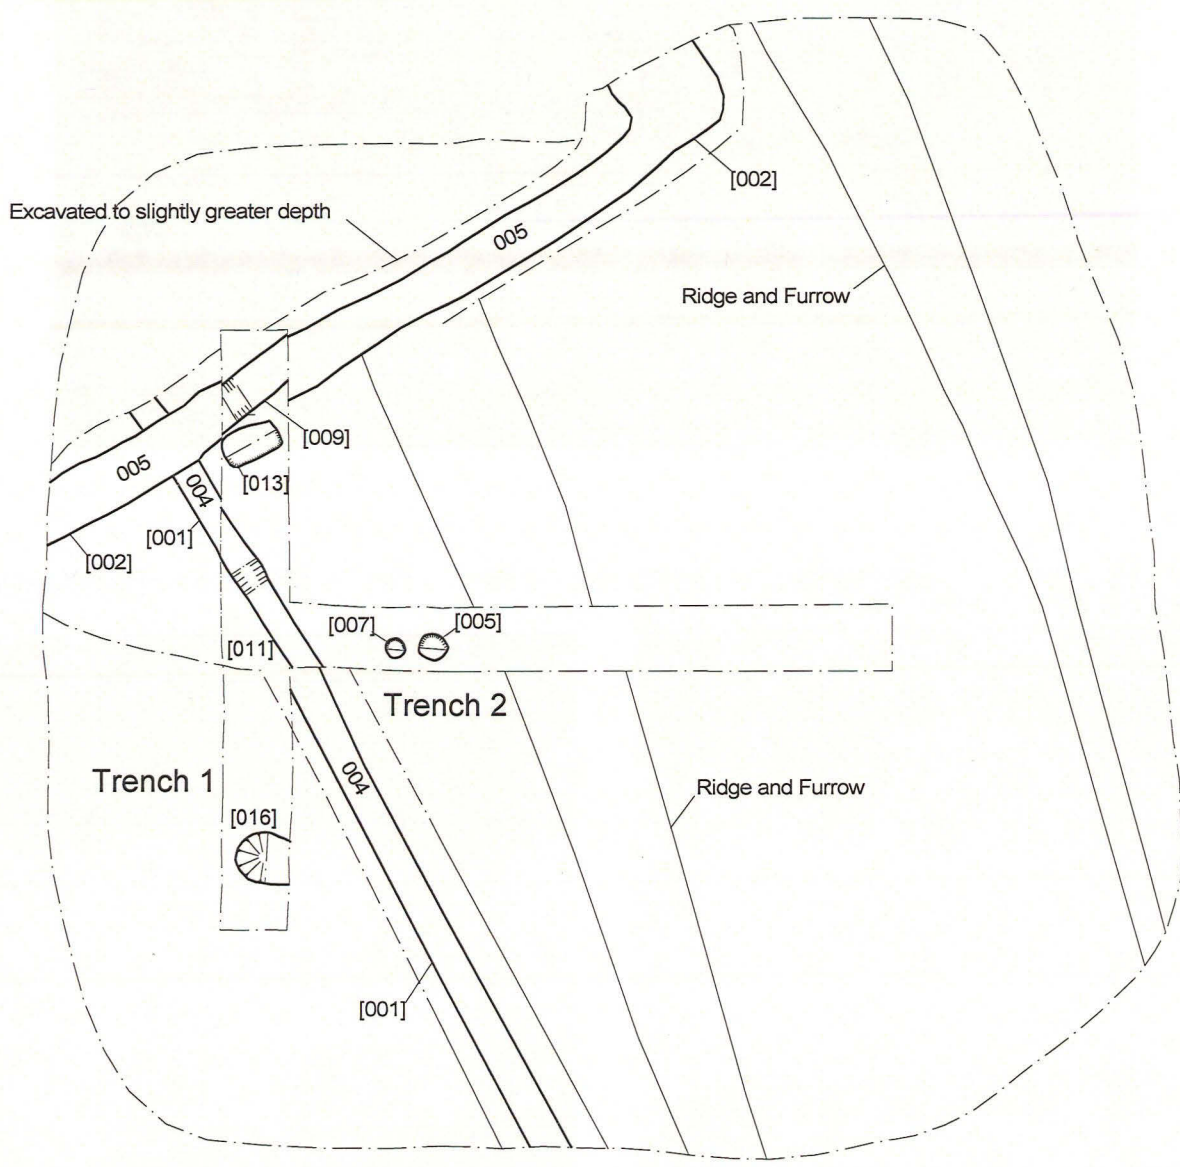 [002]
Excavated to slightly greater depth
005
Ridge and Furrow
[009]
005
[013]
004
[001]
[002]
[007]
[005]
[011]
Trench 2
004
Trench 1
Ridge and Furrow
[016]
[001]